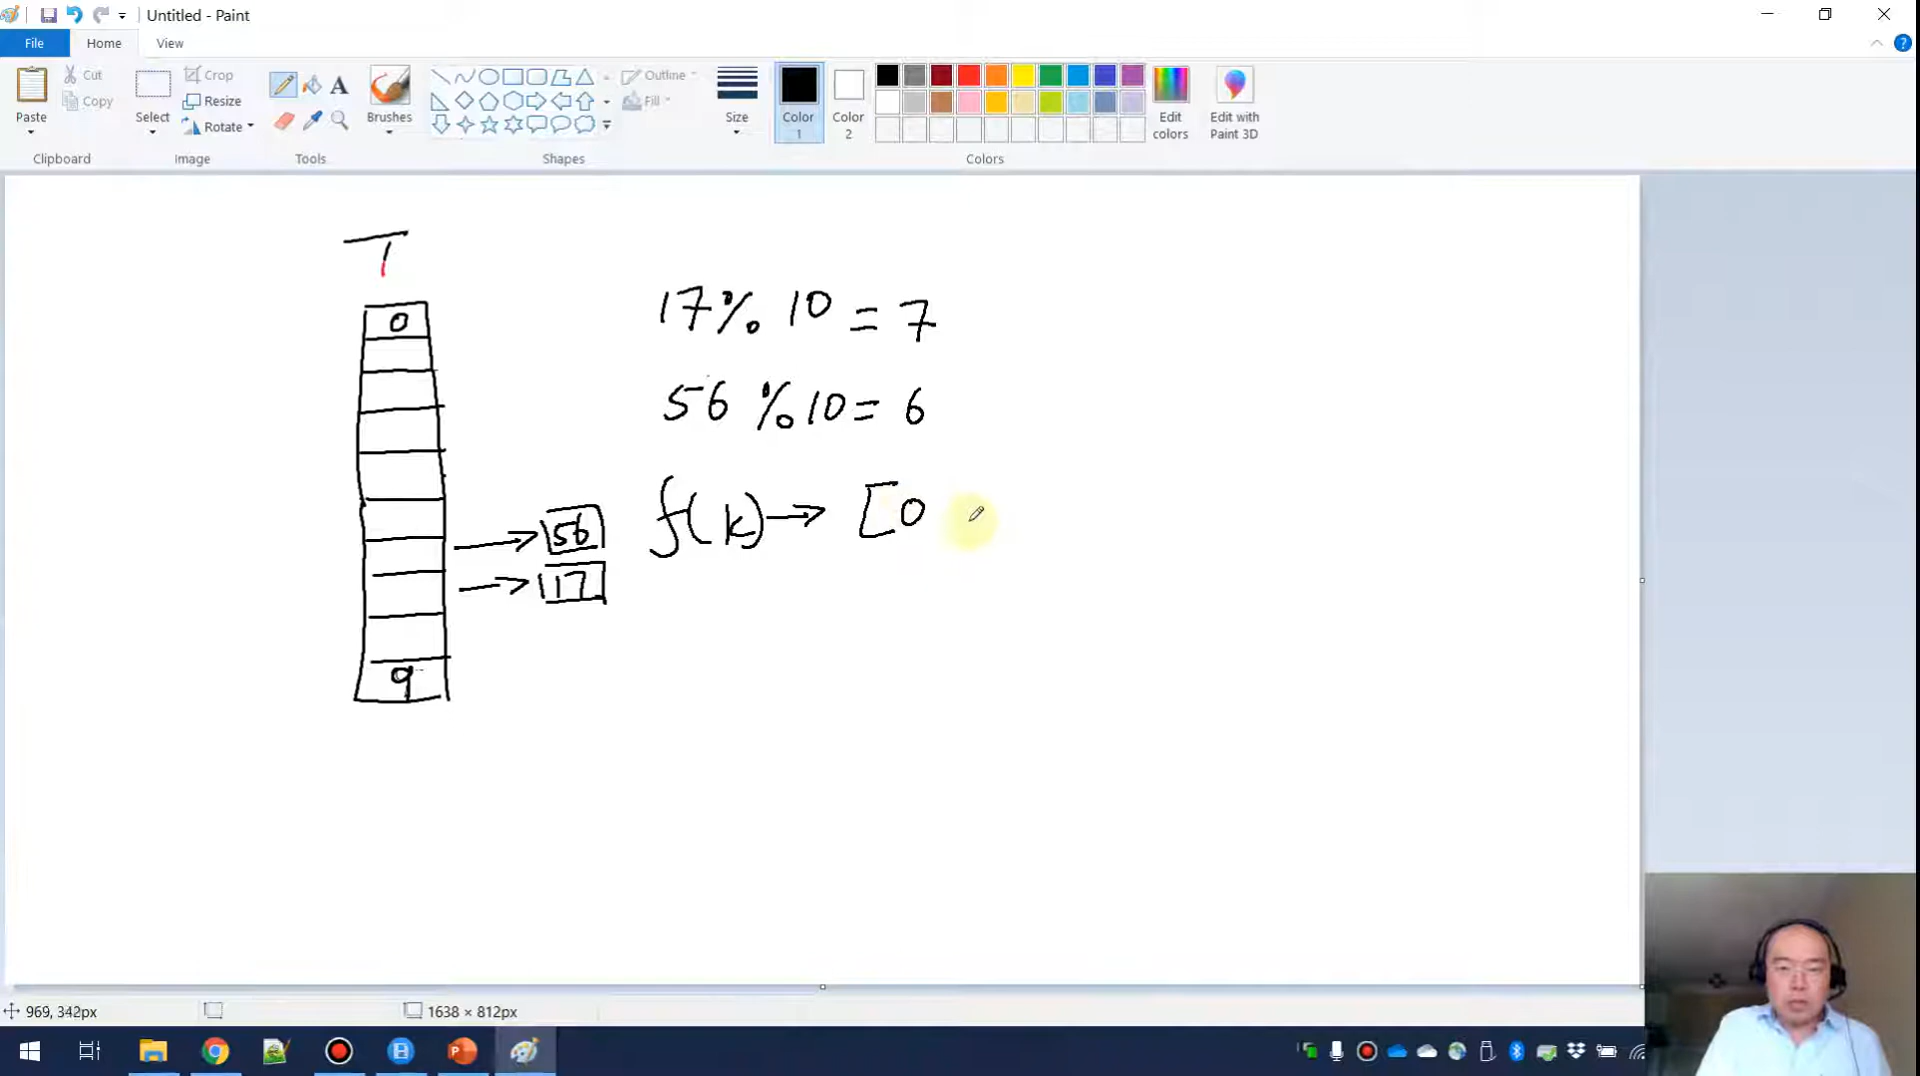 Untitled - Paint
File Home View
Cut
Copy
Paste
Clipboard
Crop
Resize
Rotate
Select
Image
Tools
Brushes
Outline
Fill
Shapes
Size
Color 1
Color 2
Edit colors
Edit with Paint 3D
Colors
T
0
17 % 10 = 7
56 % 10 = 6
56
f(k) → [0
17
9
969, 342px
1638 × 812px